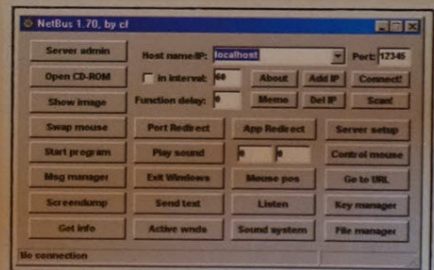 NetBus 1.70, by cf
Server admin Host name/IP: localhost Port: 12345
Open CD-ROM in interval: 60 About Add IP Connect!
Show image Function delay: 0 Memo Del IP Scan!
Swap mouse Port Redirect App Redirect Server setup
Start program Play sound 0 0 Control mouse
Msg manager Exit Windows Mouse pos Go to URL
Screendump Send text Listen Key manager
Get info Active wnds Sound system File manager
No connection